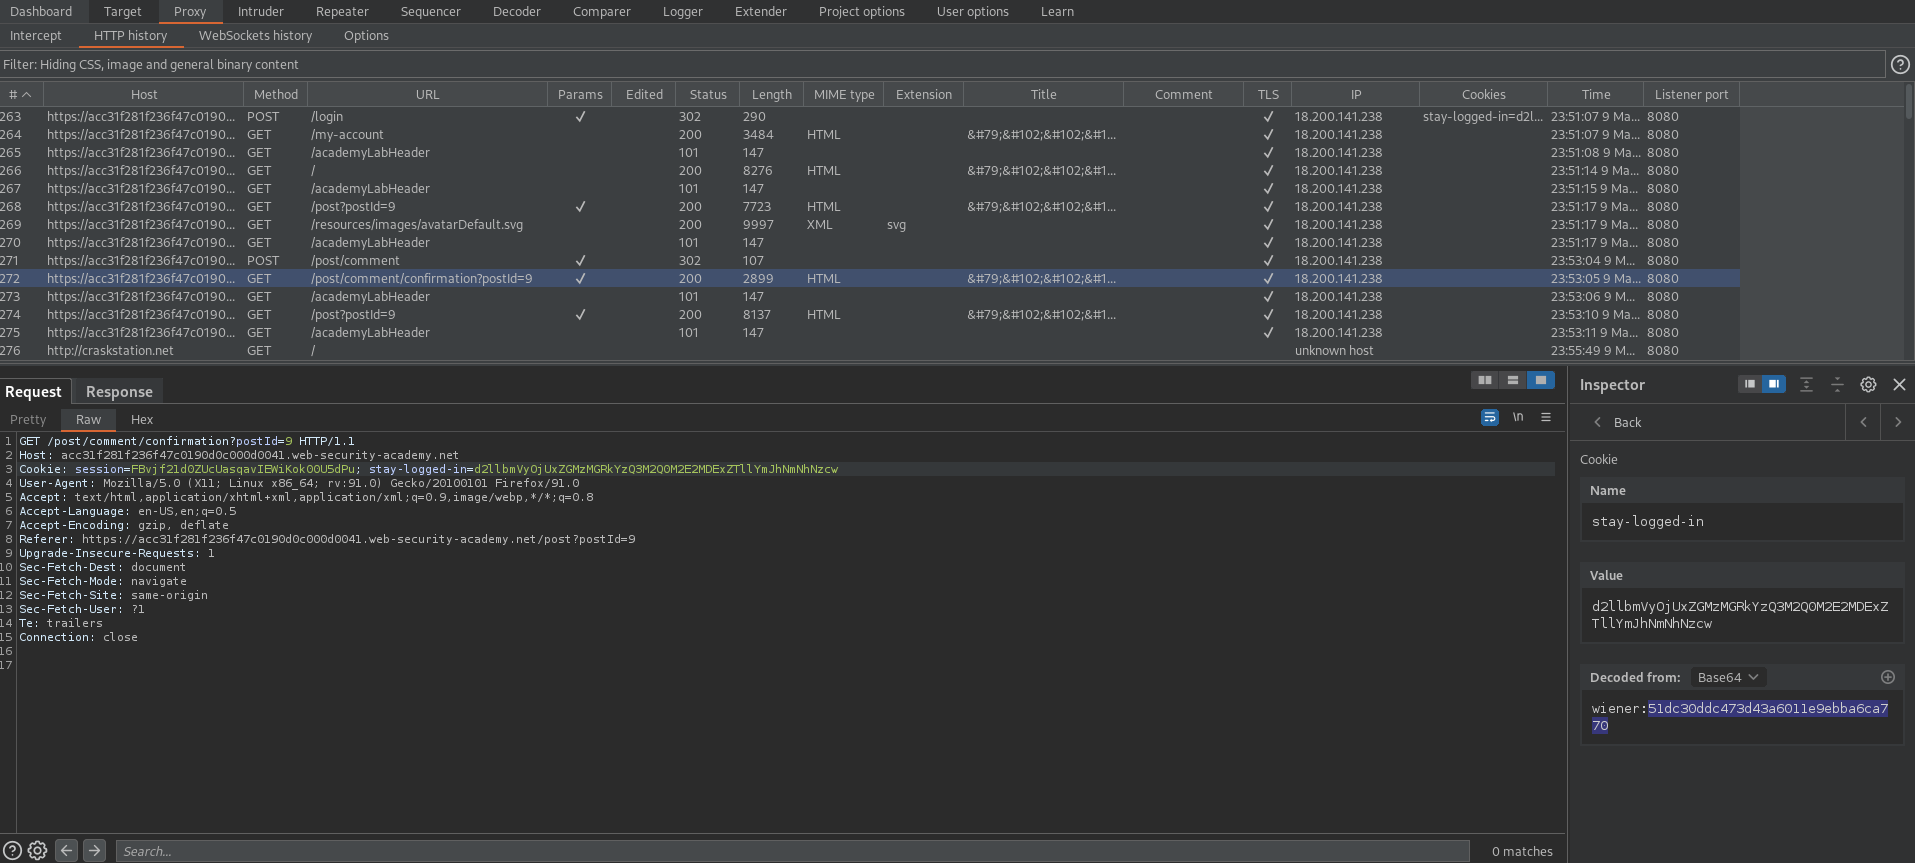 Dashboard Target Proxy Intruder Repeater Sequencer Decoder Comparer Logger Extender Project options User options Learn
Intercept HTTP history WebSockets history Options
Filter: Hiding CSS, image and general binary content
# Host Method URL Params Edited Status Length MIME type Extension Title Comment TLS IP Cookies Time Listener port
263 https://acc31f281f236f47c0190... POST /login ✓ 302 290 ✓ 18.200.141.238 stay-logged-in=d2l... 23:51:07 9 Ma... 8080
264 https://acc31f281f236f47c0190... GET /my-account 200 3484 HTML &#79;&#102;&#102;&#1... ✓ 18.200.141.238 23:51:07 9 Ma... 8080
265 https://acc31f281f236f47c0190... GET /academyLabHeader 101 147 ✓ 18.200.141.238 23:51:08 9 Ma... 8080
266 https://acc31f281f236f47c0190... GET / 200 8276 HTML &#79;&#102;&#102;&#1... ✓ 18.200.141.238 23:51:14 9 Ma... 8080
267 https://acc31f281f236f47c0190... GET /academyLabHeader 101 147 ✓ 18.200.141.238 23:51:15 9 Ma... 8080
268 https://acc31f281f236f47c0190... GET /post?postId=9 ✓ 200 7723 HTML &#79;&#102;&#102;&#1... ✓ 18.200.141.238 23:51:17 9 Ma... 8080
269 https://acc31f281f236f47c0190... GET /resources/images/avatarDefault.svg 200 9997 XML svg ✓ 18.200.141.238 23:51:17 9 Ma... 8080
270 https://acc31f281f236f47c0190... GET /academyLabHeader 101 147 ✓ 18.200.141.238 23:51:17 9 Ma... 8080
271 https://acc31f281f236f47c0190... POST /post/comment ✓ 302 107 ✓ 18.200.141.238 23:53:04 9 Ma... 8080
272 https://acc31f281f236f47c0190... GET /post/comment/confirmation?postId=9 ✓ 200 2899 HTML &#79;&#102;&#102;&#1... ✓ 18.200.141.238 23:53:05 9 Ma... 8080
273 https://acc31f281f236f47c0190... GET /academyLabHeader 101 147 ✓ 18.200.141.238 23:53:06 9 Ma... 8080
274 https://acc31f281f236f47c0190... GET /post?postId=9 ✓ 200 8137 HTML &#79;&#102;&#102;&#1... ✓ 18.200.141.238 23:53:10 9 Ma... 8080
275 https://acc31f281f236f47c0190... GET /academyLabHeader 101 147 ✓ 18.200.141.238 23:53:11 9 Ma... 8080
276 http://craskstation.net GET / unknown host 23:55:49 9 M... 8080
Request Response
Pretty Raw Hex \n
1 GET /post/comment/confirmation?postId=9 HTTP/1.1
2 Host: acc31f281f236f47c0190d0c000d0041.web-security-academy.net
3 Cookie: session=FBvjf21d0ZUcUasqavIEWiKok00U5dPu; stay-logged-in=d2llbmVyOjUxZGMzMGRkYzQ3M2Q0M2E2MDExZTllYmJhNmNhNzcw
4 User-Agent: Mozilla/5.0 (X11; Linux x86_64; rv:91.0) Gecko/20100101 Firefox/91.0
5 Accept: text/html,application/xhtml+xml,application/xml;q=0.9,image/webp,*/*;q=0.8
6 Accept-Language: en-US,en;q=0.5
7 Accept-Encoding: gzip, deflate
8 Referer: https://acc31f281f236f47c0190d0c000d0041.web-security-academy.net/post?postId=9
9 Upgrade-Insecure-Requests: 1
10 Sec-Fetch-Dest: document
11 Sec-Fetch-Mode: navigate
12 Sec-Fetch-Site: same-origin
13 Sec-Fetch-User: ?1
14 Te: trailers
15 Connection: close
16
17
Search... 0 matches
Inspector
Back
Cookie
Name
stay-logged-in
Value
d2llbmVyOjUxZGMzMGRkYzQ3M2Q0M2E2MDExZ
TllYmJhNmNhNzcw
Decoded from: Base64
wiener:51dc30ddc473d43a6011e9ebba6ca7
70